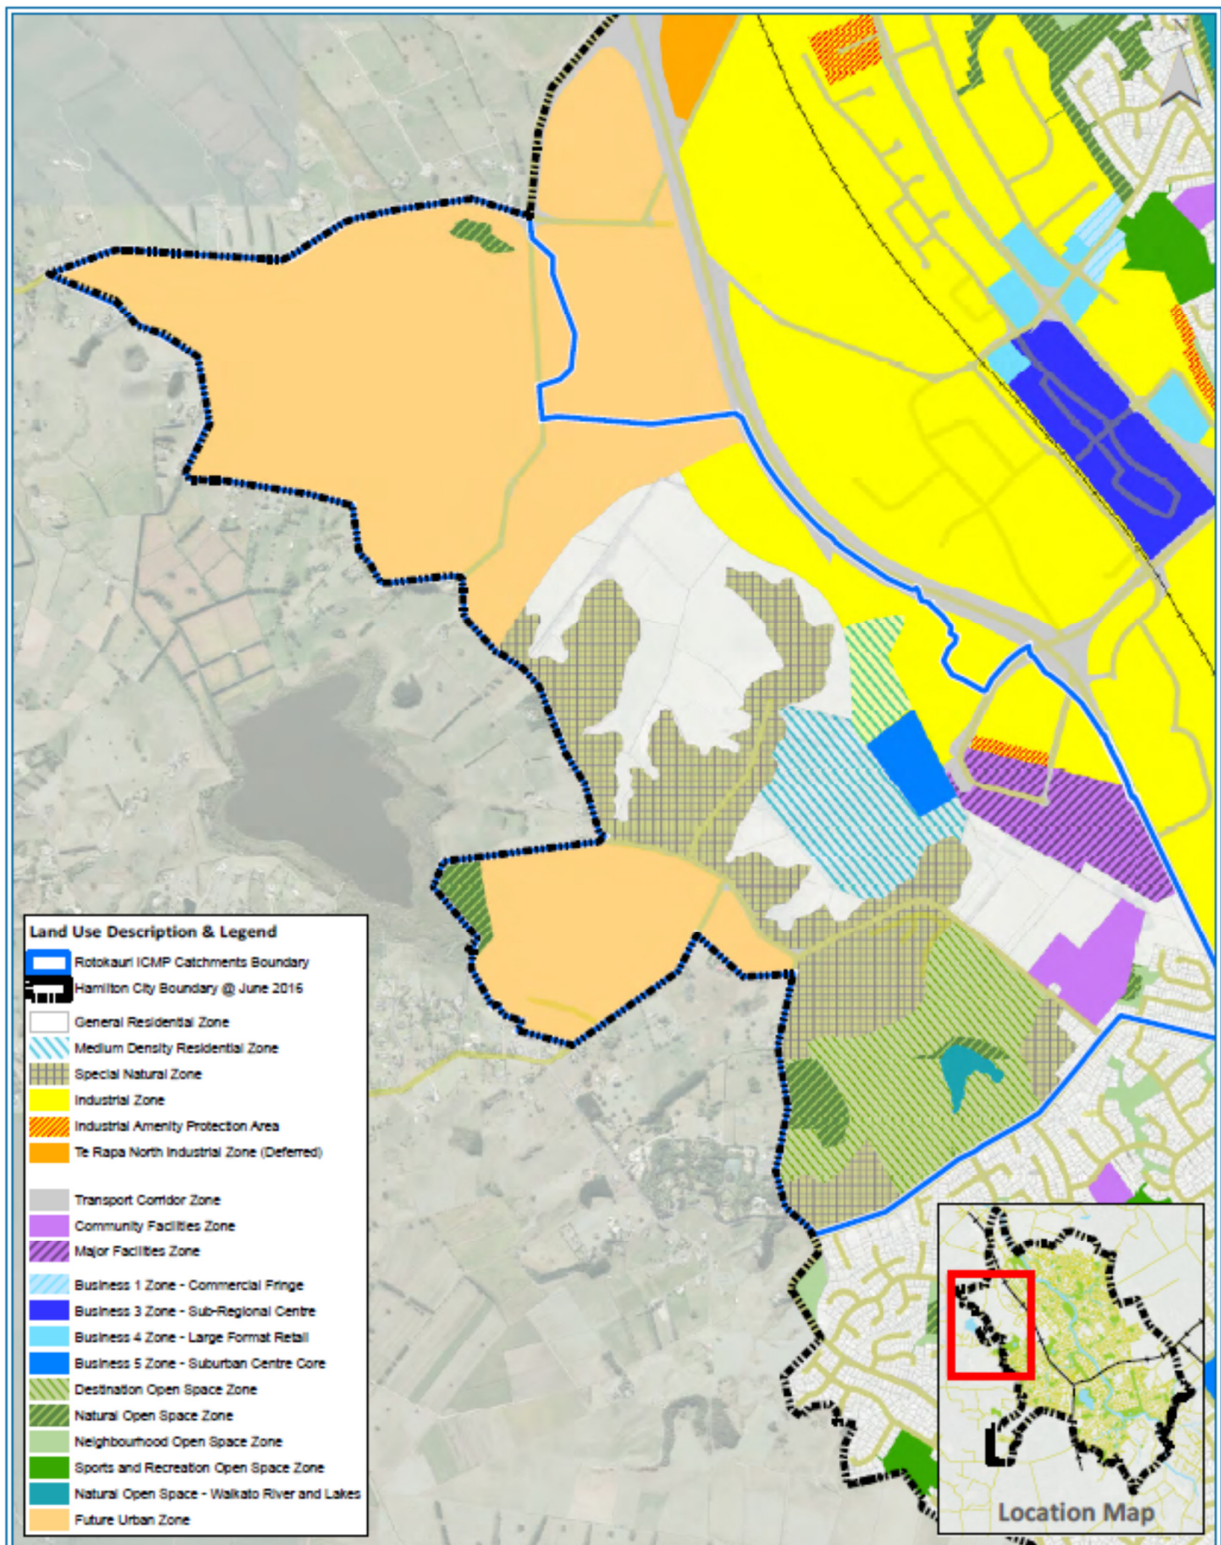 N
Land Use Description & Legend
Rotokauri ICMP Catchments Boundary
Hamilton City Boundary @ June 2016
General Residential Zone
Medium Density Residential Zone
Special Natural Zone
Industrial Zone
Industrial Amenity Protection Area
Te Rapa North Industrial Zone (Deferred)
Transport Corridor Zone
Community Facilities Zone
Major Facilities Zone
Business 1 Zone - Commercial Fringe
Business 3 Zone - Sub-Regional Centre
Business 4 Zone - Large Format Retail
Business 5 Zone - Suburban Centre Core
Destination Open Space Zone
Natural Open Space Zone
Neighbourhood Open Space Zone
Sports and Recreation Open Space Zone
Natural Open Space - Waikato River and Lakes
Future Urban Zone
Location Map